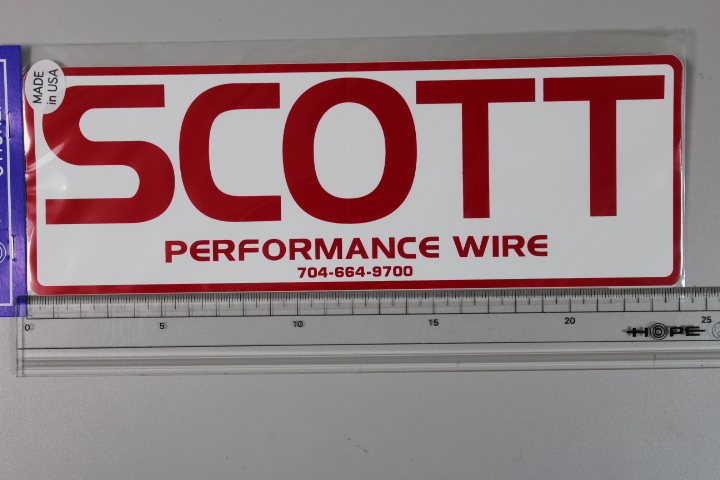 MADE
in USA
SCOTT
PERFORMANCE WIRE
704-664-9700
0 5 10 15 20 25
HOPE